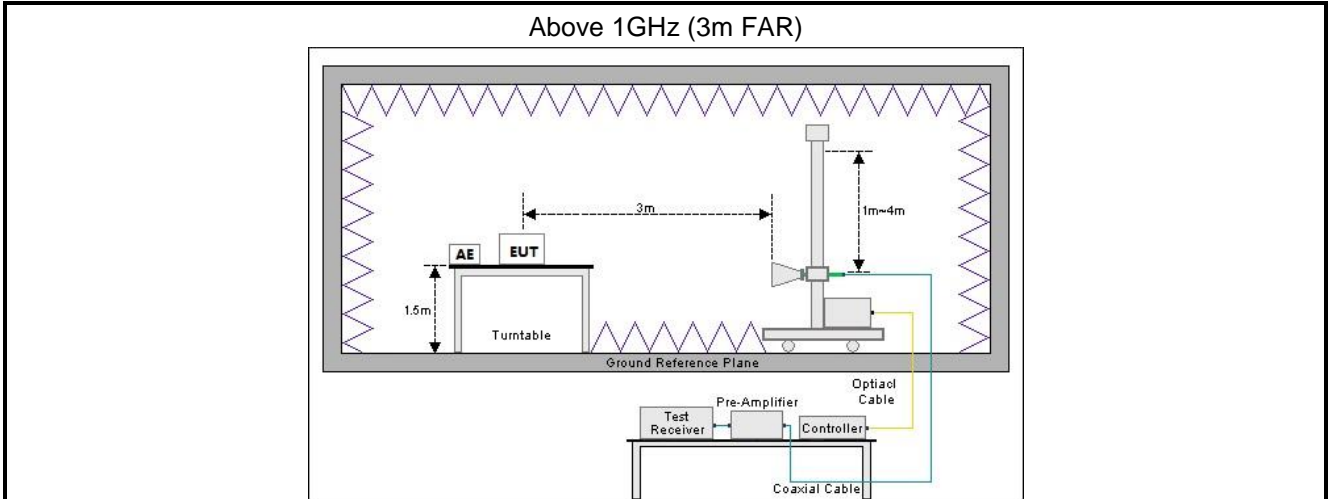 Above 1GHz (3m FAR)
3m
1m~4m
AE
EUT
1.5m
Turntable
Ground Reference Plane
Optiacl
Cable
Pre-Amplifier
Test
Receiver
Controller
Coaxial Cable